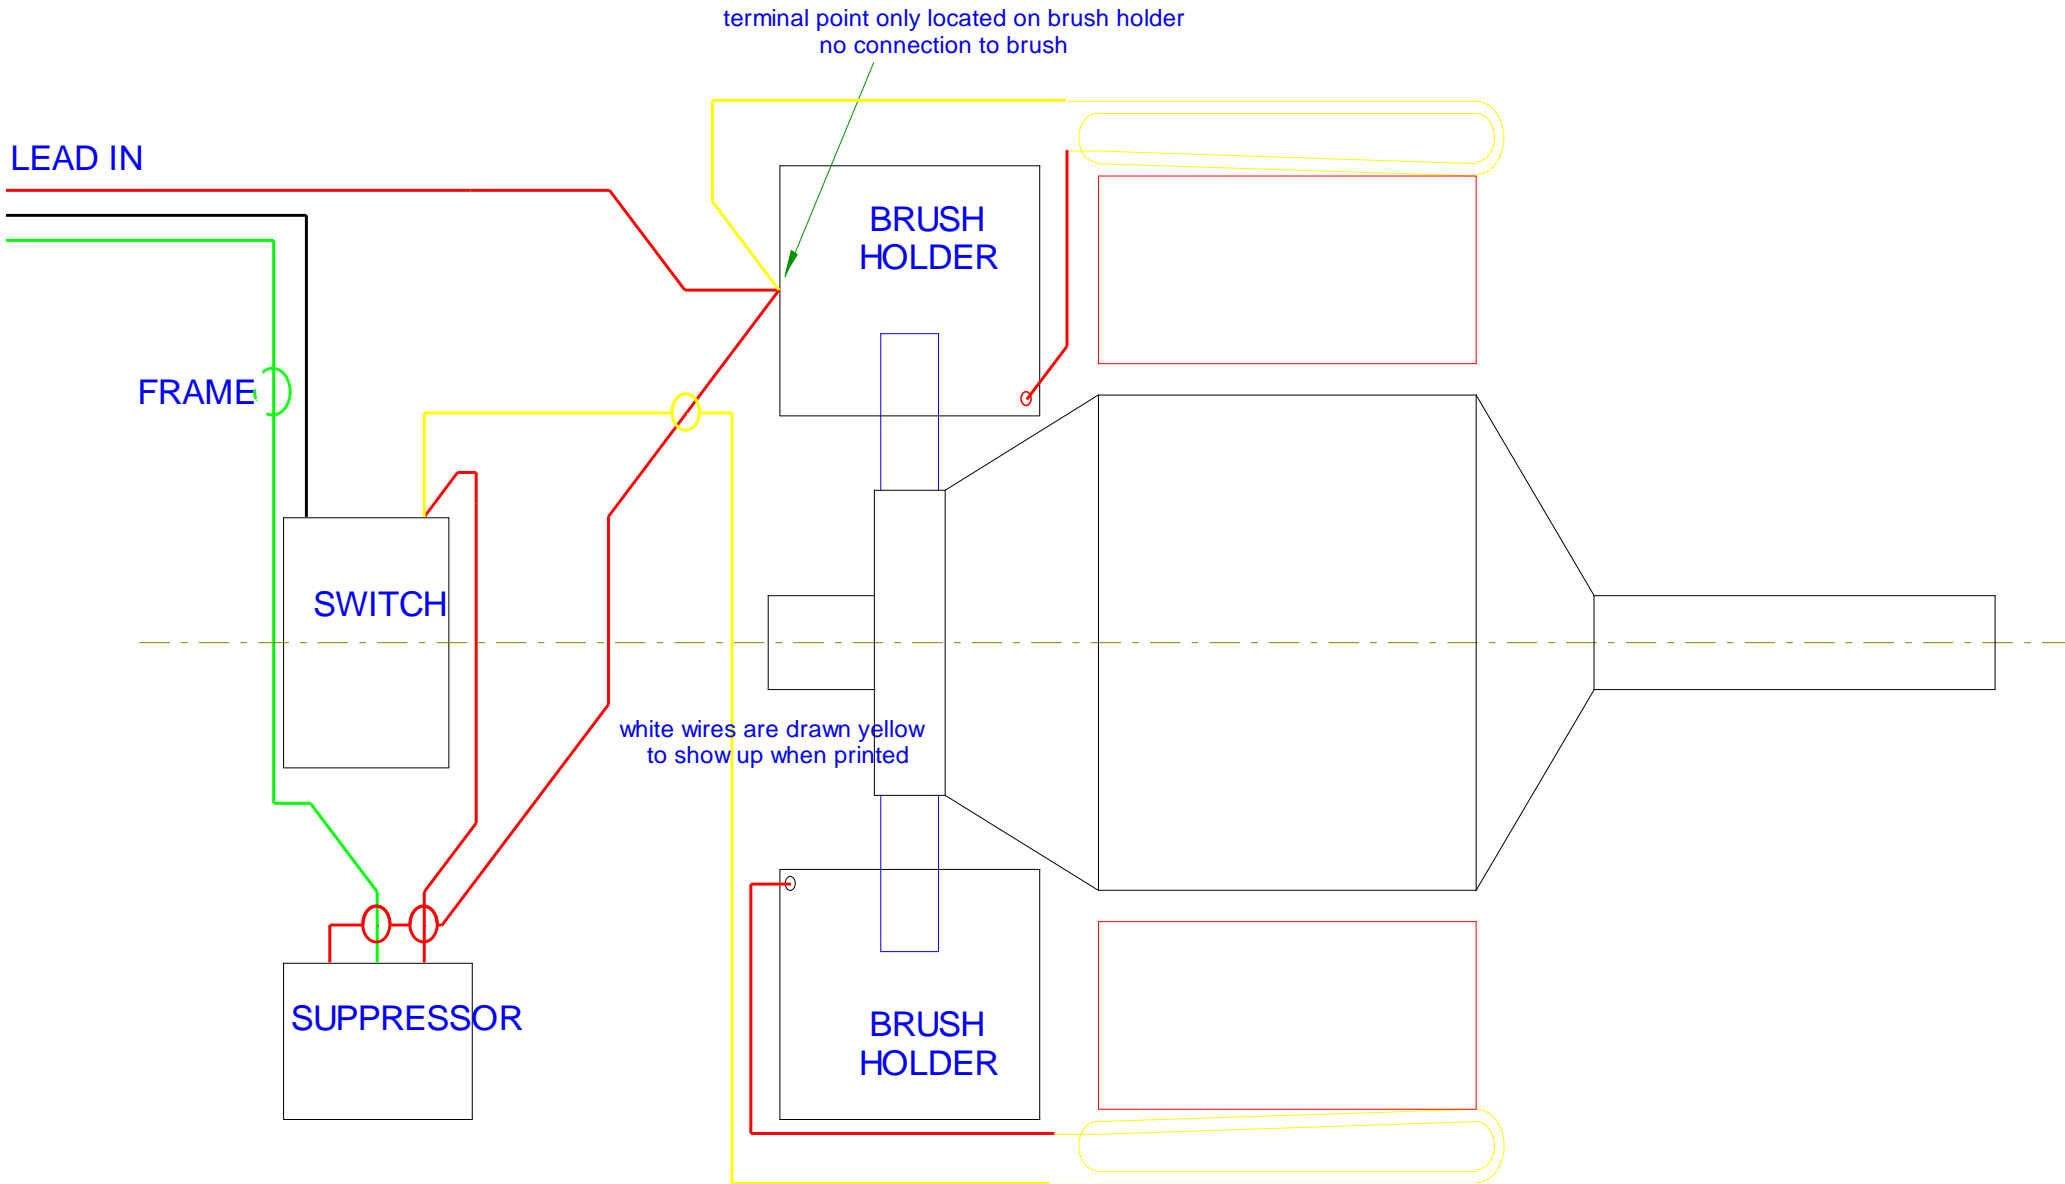 terminal point only located on brush holder
no connection to brush
LEAD IN
BRUSH
HOLDER
FRAME
SWITCH
white wires are drawn yellow
to show up when printed
SUPPRESSOR
BRUSH
HOLDER